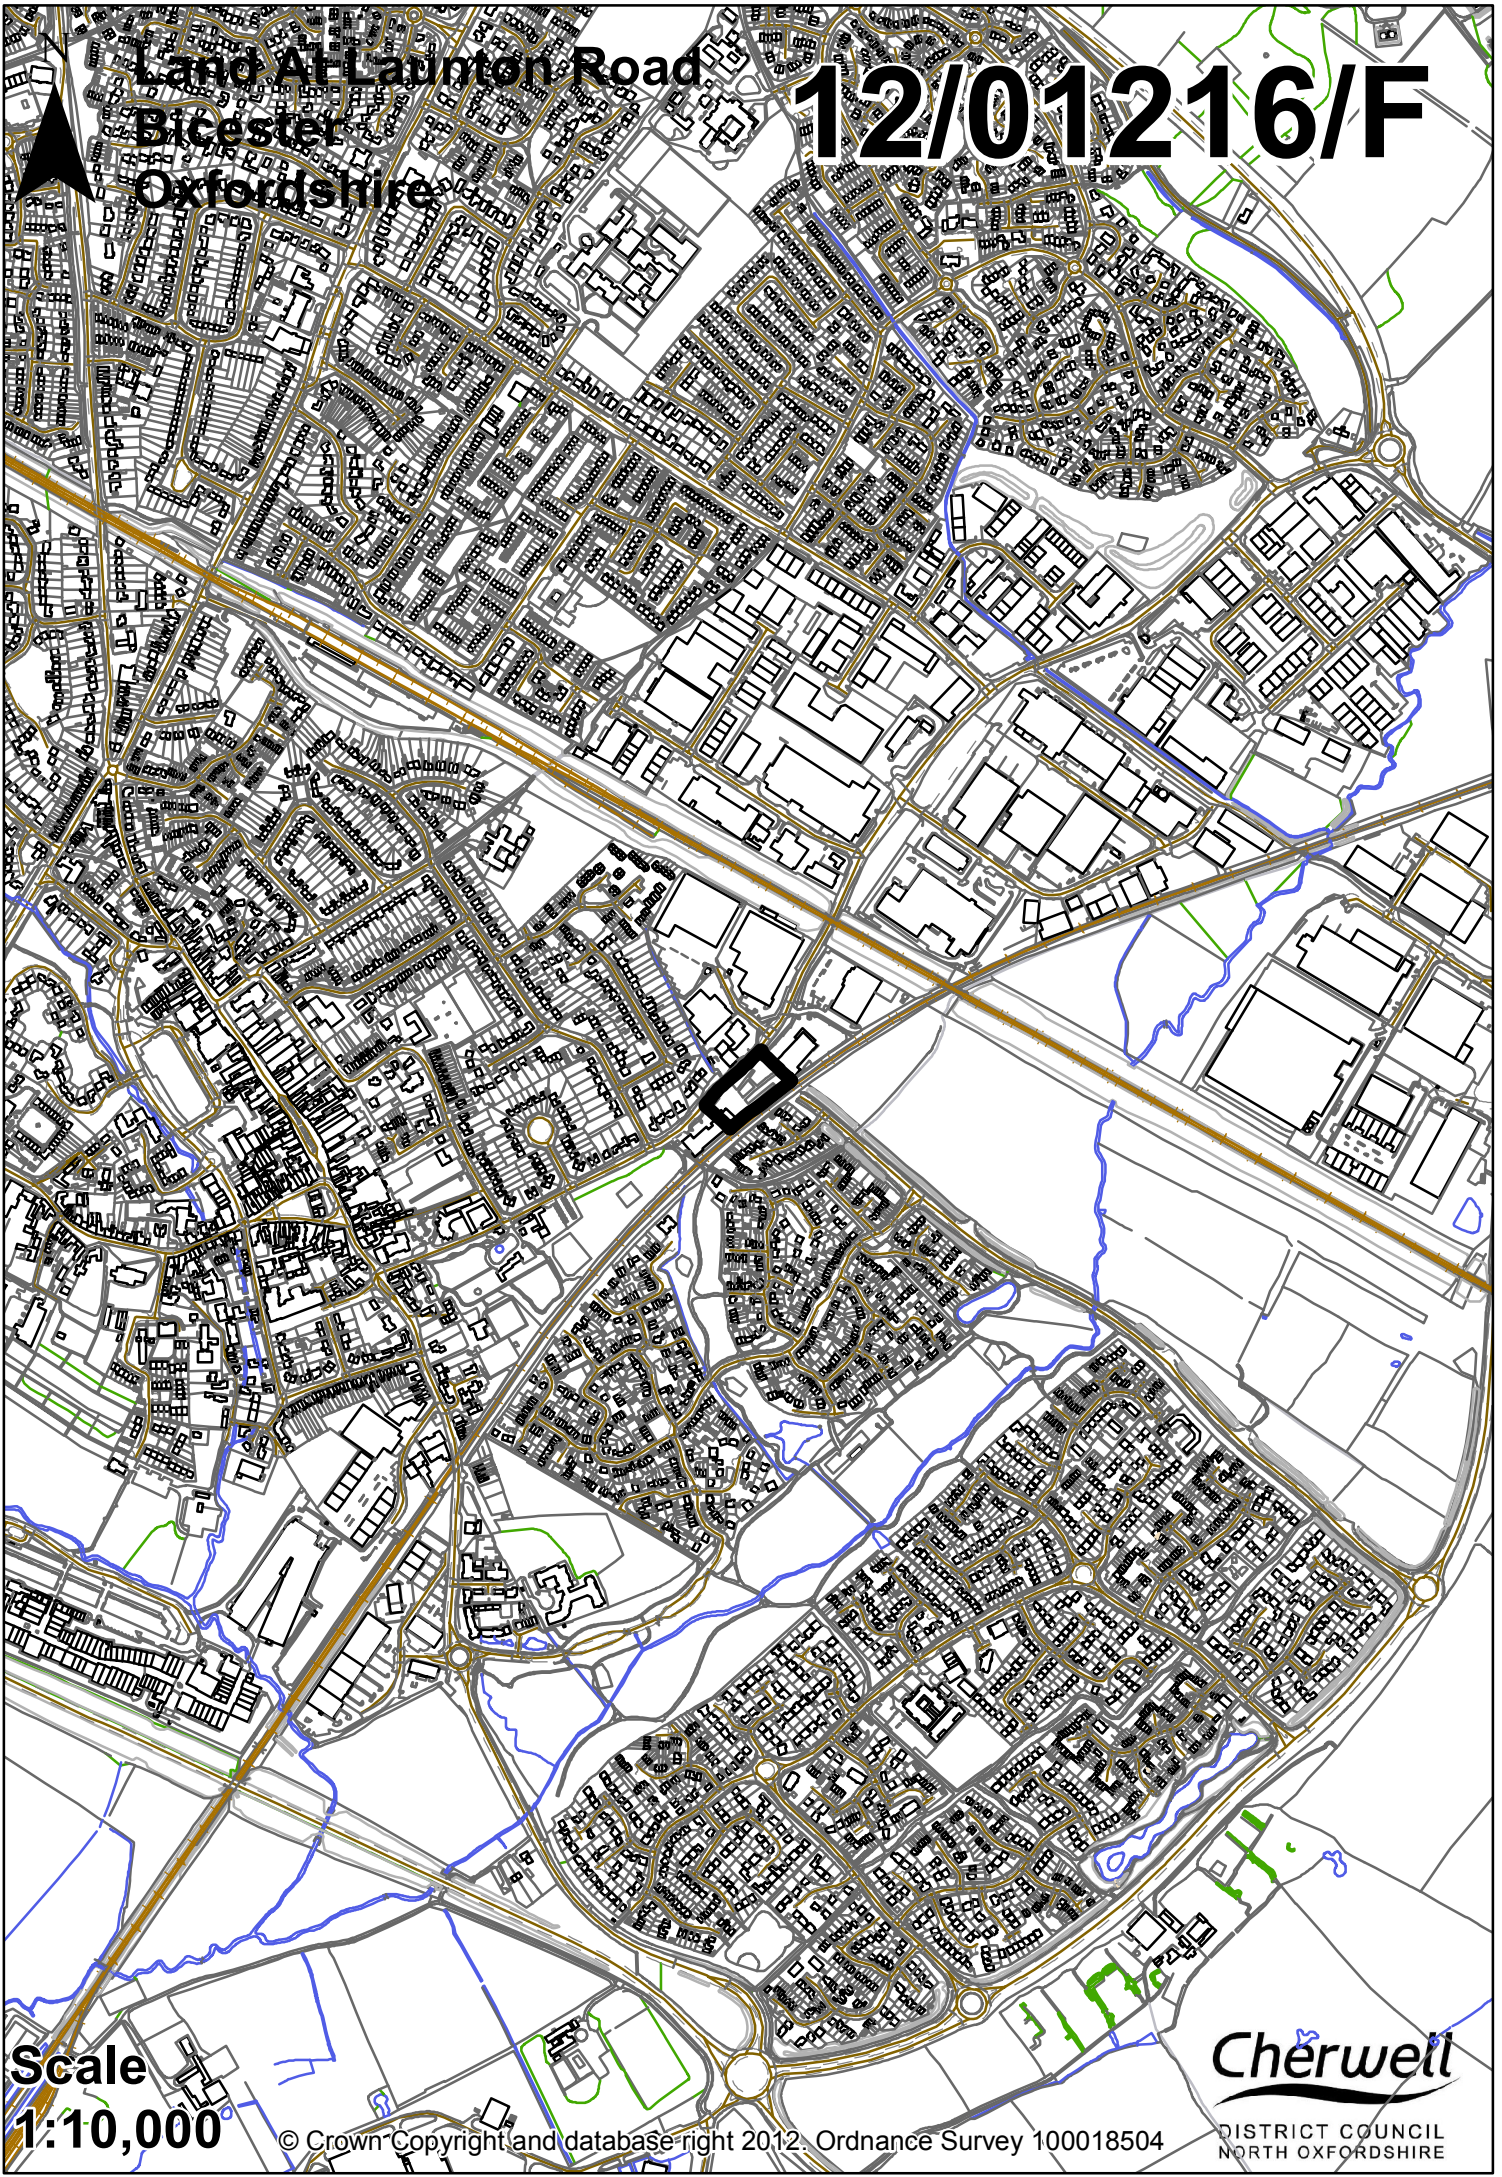 N
Land At Launton Road
Bicester
Oxfordshire
12/01216/F
Scale
1:10,000
© Crown Copyright and database right 2012. Ordnance Survey 100018504
Cherwell
DISTRICT COUNCIL
NORTH OXFORDSHIRE